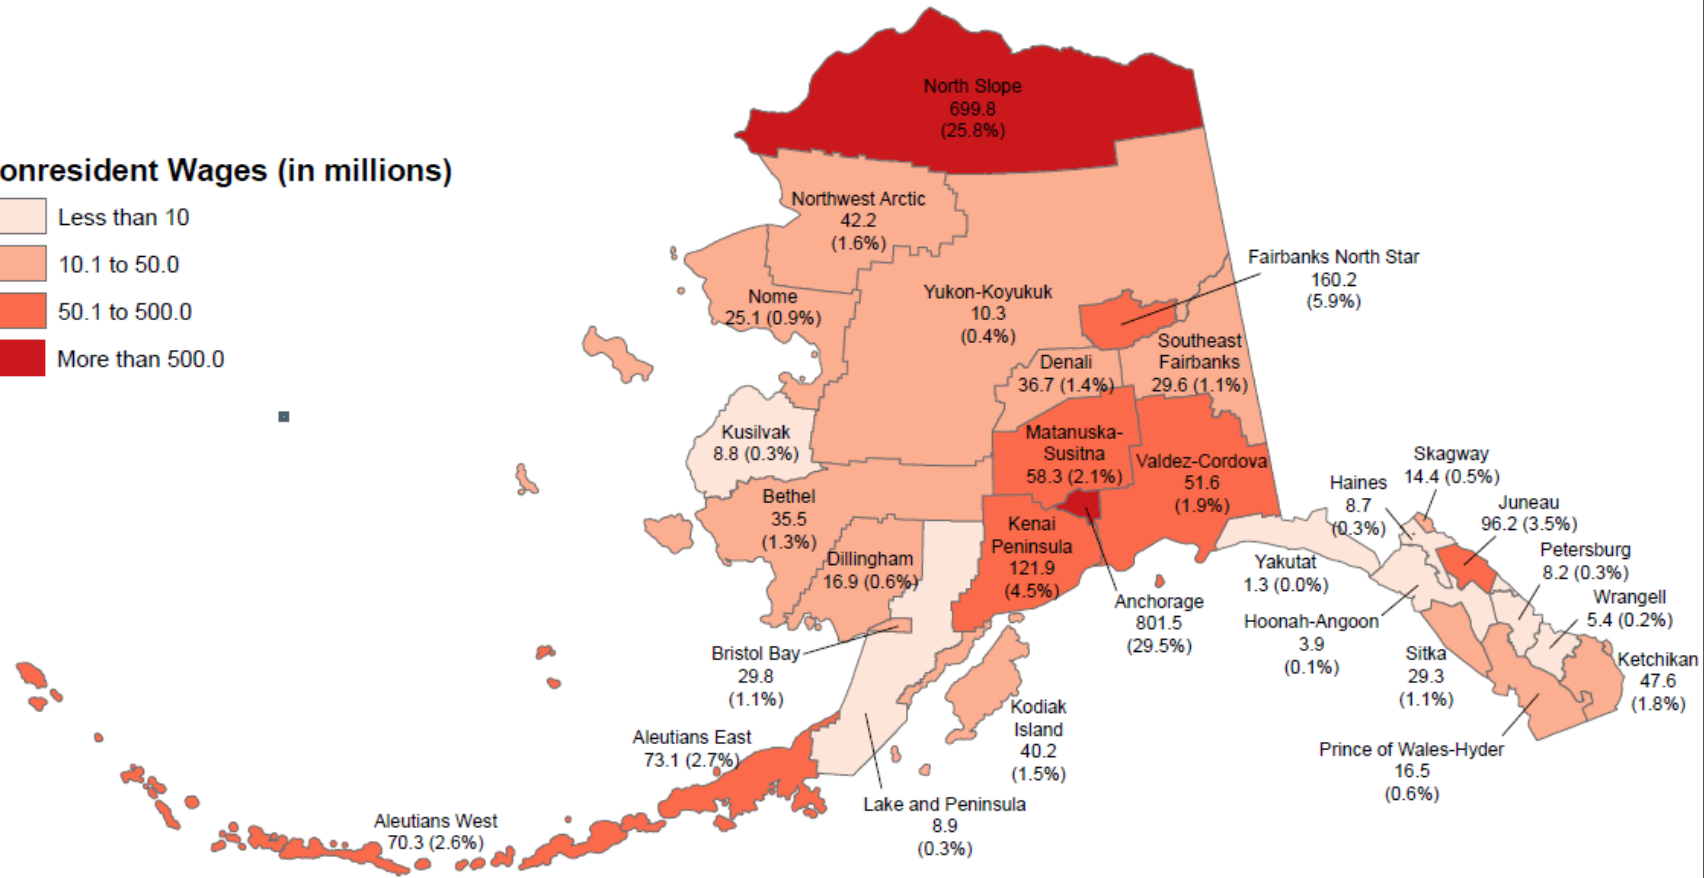 onresident Wages (in millions)
Less than 10
10.1 to 50.0
50.1 to 500.0
More than 500.0
North Slope
699.8
(25.8%)
Northwest Arctic
42.2
(1.6%)
Nome
25.1 (0.9%)
Yukon-Koyukuk
10.3
(0.4%)
Fairbanks North Star
160.2
(5.9%)
Southeast
Fairbanks
29.6 (1.1%)
Denali
36.7 (1.4%)
Kusilvak
8.8 (0.3%)
Matanuska-
Susitna
58.3 (2.1%)
Valdez-Cordova
51.6
(1.9%)
Bethel
35.5
(1.3%)
Dillingham
16.9 (0.6%)
Kenai
Peninsula
121.9
(4.5%)
Anchorage
801.5
(29.5%)
Yakutat
1.3 (0.0%)
Haines
8.7
(0.3%)
Skagway
14.4 (0.5%)
Juneau
96.2 (3.5%)
Petersburg
8.2 (0.3%)
Wrangell
5.4 (0.2%)
Hoonah-Angoon
3.9
(0.1%)
Sitka
29.3
(1.1%)
Ketchikan
47.6
(1.8%)
Prince of Wales-Hyder
16.5
(0.6%)
Bristol Bay
29.8
(1.1%)
Kodiak
Island
40.2
(1.5%)
Aleutians East
73.1 (2.7%)
Lake and Peninsula
8.9
(0.3%)
Aleutians West
70.3 (2.6%)